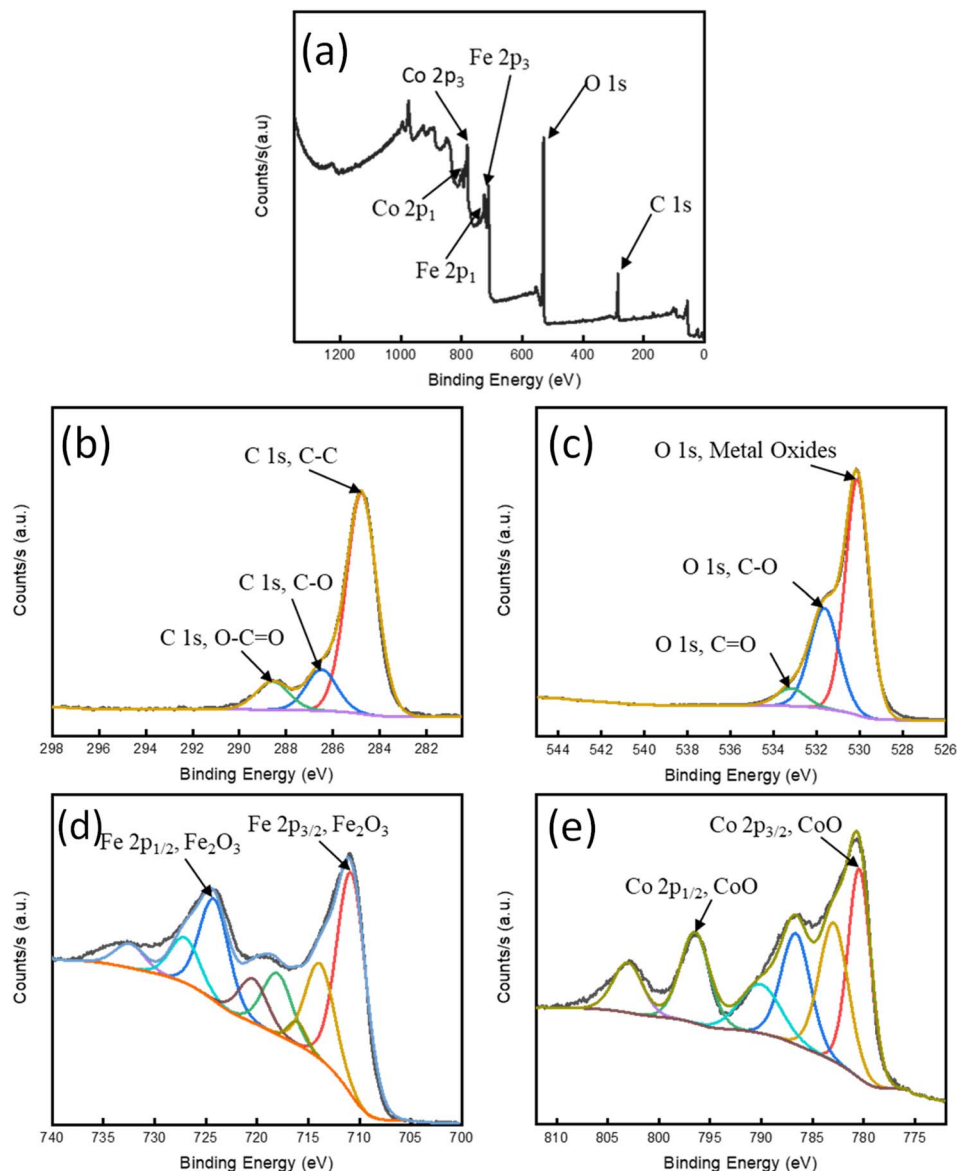 (a)
Co 2p₃
Fe 2p₃
O 1s
Co 2p₁
Fe 2p₁
C 1s
Counts/s(a.u)
1200 1000 800 600 400 200 0
Binding Energy (eV)
(b)
C 1s, C-C
C 1s, C-O
C 1s, O-C=O
Counts/s (a.u.)
298 296 294 292 290 288 286 284 282
Binding Energy (eV)
(c)
O 1s, Metal Oxides
O 1s, C-O
O 1s, C=O
Counts/s (a.u.)
544 542 540 538 536 534 532 530 528 526
Binding Energy (eV)
(d)
Fe 2p₃/₂, Fe₂O₃
Fe 2p₁/₂, Fe₂O₃
Counts/s (a.u.)
740 735 730 725 720 715 710 705 700
Binding Energy (eV)
(e)
Co 2p₃/₂, CoO
Co 2p₁/₂, CoO
Counts/s (a.u.)
810 805 800 795 790 785 780 775
Binding Energy (eV)